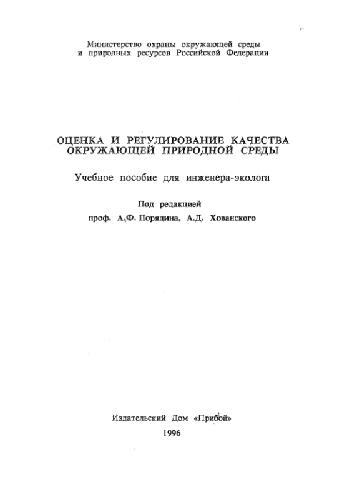 Министерство охраны окружающей среды
и природных ресурсов Российской Федерации
ОЦЕНКА И РЕГУЛИРОВАНИЕ КАЧЕСТВА
ОКРУЖАЮЩЕЙ ПРИРОДНОЙ СРЕДЫ
Учебное пособие для инженера-эколога
Под редакцией
проф. А.Ф. Порядина, А.Д. Хованского
Издательский Дом «Прибой»
1996